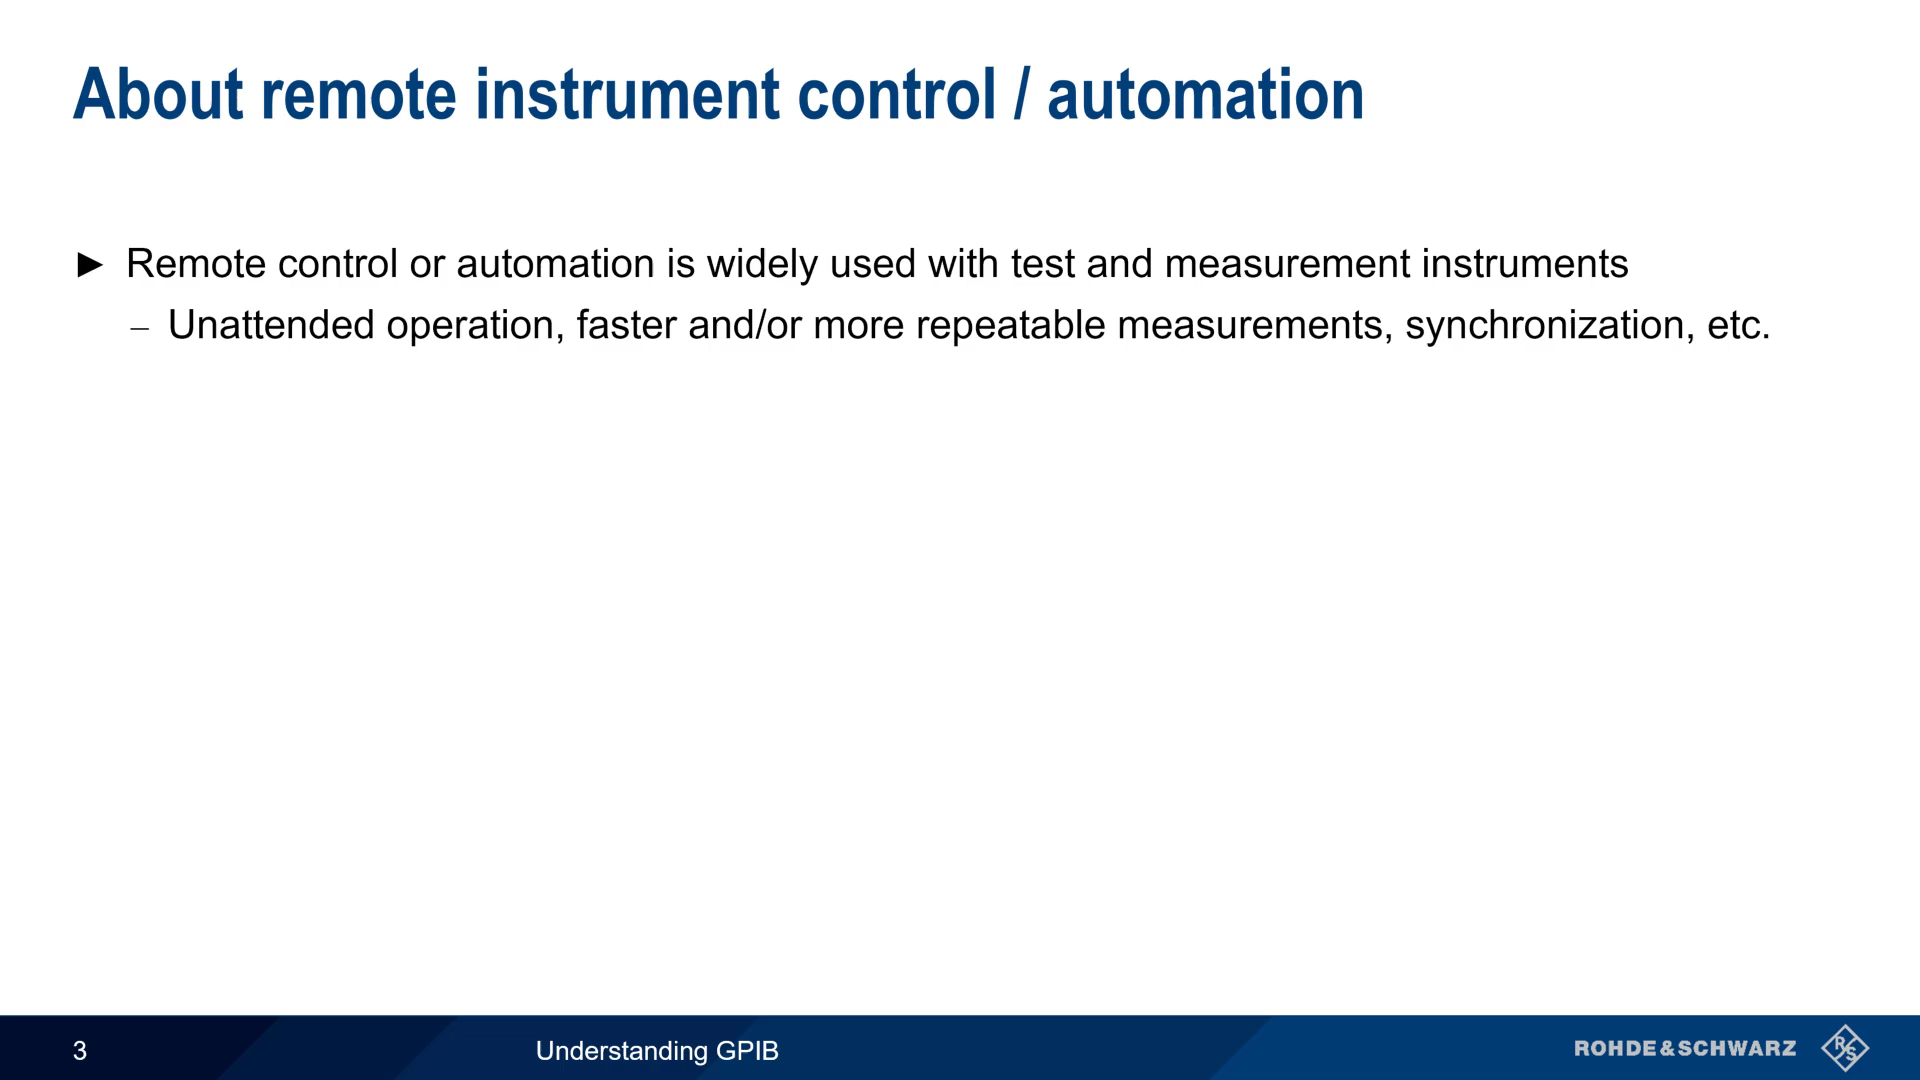 About remote instrument control / automation
► Remote control or automation is widely used with test and measurement instruments
– Unattended operation, faster and/or more repeatable measurements, synchronization, etc.
3
Understanding GPIB
ROHDE&SCHWARZ
R&S